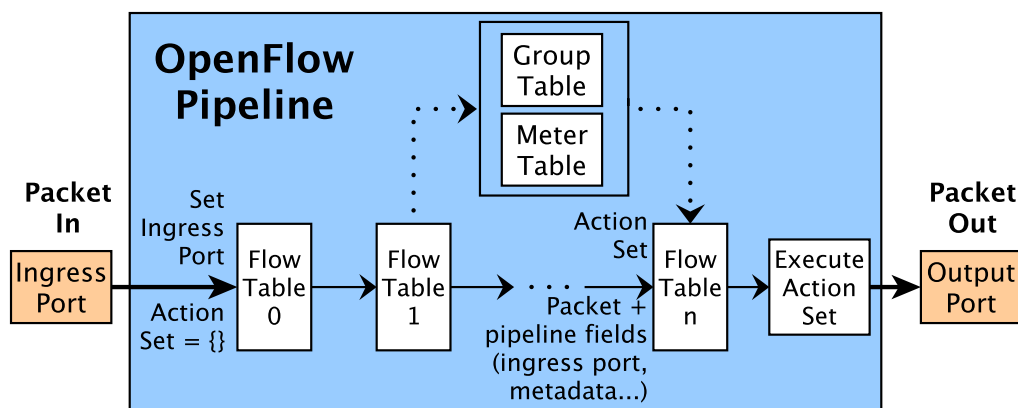 OpenFlow
Pipeline
Group
Table
Meter
Table
Packet
In
Ingress
Port
Set
Ingress
Port
Action
Set = {}
Flow
Table
0
Flow
Table
1
. . .
Packet +
pipeline fields
(ingress port,
metadata...)
Action
Set
Flow
Table
n
Execute
Action
Set
Packet
Out
Output
Port